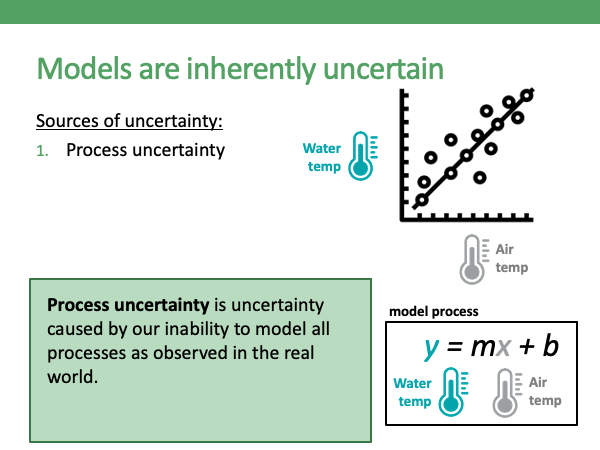 Models are inherently uncertain
Sources of uncertainty:
1. Process uncertainty
Water
temp
Air
temp
Process uncertainty is uncertainty
caused by our inability to model all
processes as observed in the real
world.
model process
y = mx + b
Water
temp
Air
temp